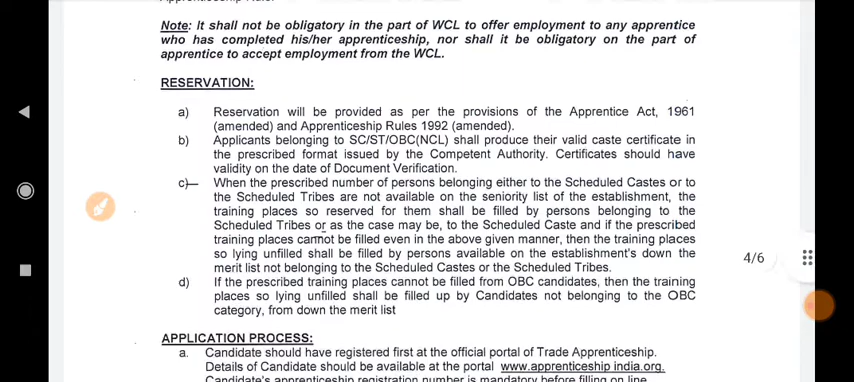 Note: It shall not be obligatory in the part of WCL to offer employment to any apprentice
who has completed his/her apprenticeship, nor shall it be obligatory on the part of
apprentice to accept employment from the WCL.
RESERVATION:
a) Reservation will be provided as per the provisions of the Apprentice Act, 1961
(amended) and Apprenticeship Rules 1992 (amended).
b) Applicants belonging to SC/ST/OBC(NCL) shall produce their valid caste certificate in
the prescribed format issued by the Competent Authority. Certificates should have
validity on the date of Document Verification.
c) When the prescribed number of persons belonging either to the Scheduled Castes or to
the Scheduled Tribes are not available on the seniority list of the establishment, the
training places so reserved for them shall be filled by persons belonging to the
Scheduled Tribes or as the case may be, to the Scheduled Caste and if the prescribed
training places cannot be filled even in the above given manner, then the training places
so lying unfilled shall be filled by persons available on the establishment's down the
merit list not belonging to the Scheduled Castes or the Scheduled Tribes.
4/6
d) If the prescribed training places cannot be filled from OBC candidates, then the training
places so lying unfilled shall be filled up by Candidates not belonging to the OBC
category, from down the merit list
APPLICATION PROCESS:
a. Candidate should have registered first at the official portal of Trade Apprenticeship.
Details of Candidate should be available at the portal www.apprenticeship india.org.
Candidate's apprenticeship registration number is mandatory before filling on line